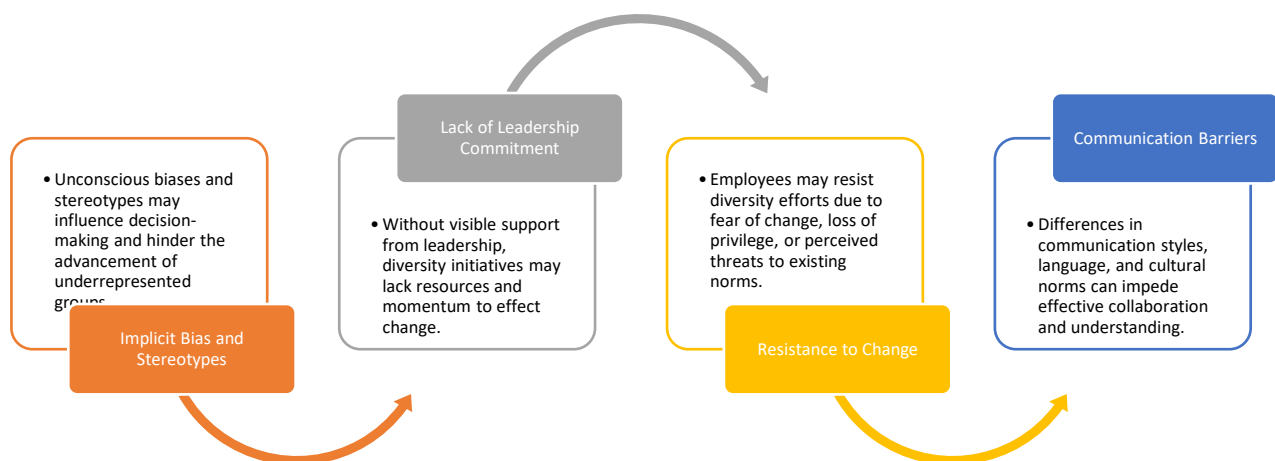 • Unconscious biases and
stereotypes may
influence decision-
making and hinder the
advancement of
underrepresented
groups.
Implicit Bias and
Stereotypes
Lack of Leadership
Commitment
• Without visible support
from leadership,
diversity initiatives may
lack resources and
momentum to effect
change.
• Employees may resist
diversity efforts due to
fear of change, loss of
privilege, or perceived
threats to existing
norms.
Resistance to Change
Communication Barriers
• Differences in
communication styles,
language, and cultural
norms can impede
effective collaboration
and understanding.